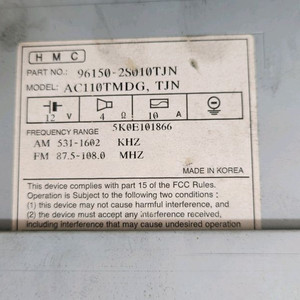 HMC
PART NO.: 96150-2S010TJN
MODEL: AC110TMDG, TJN
12 V 4 Ω 10 A
5K0E101866
FREQUENCY RANGE
AM 531-1602 KHZ
FM 87.5-108.0 MHZ
MADE IN KOREA
This device complies with part 15 of the FCC Rules.
Operation is Subject to the following two conditions :
(1) this device may not cause harmful interference, and
(2) the device must accept any interference received,
including interference that may cause undesired operation